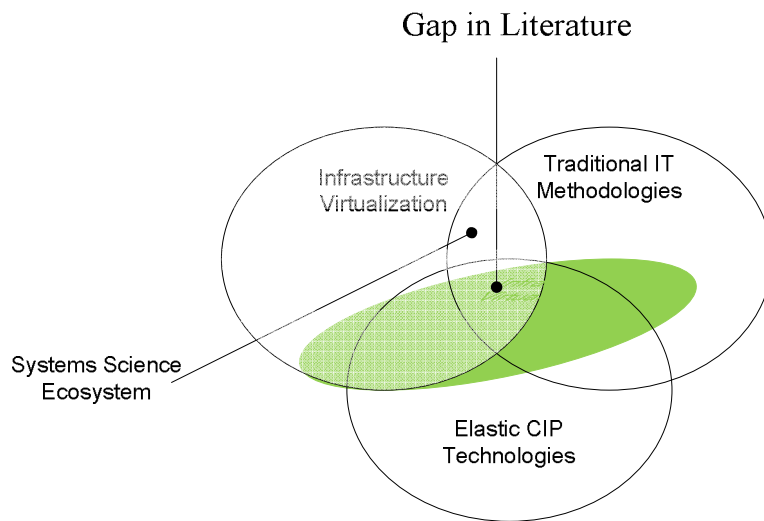 Gap in Literature
Infrastructure
Virtualization
Traditional IT
Methodologies
Systems Science
Ecosystem
Elastic CIP
Technologies